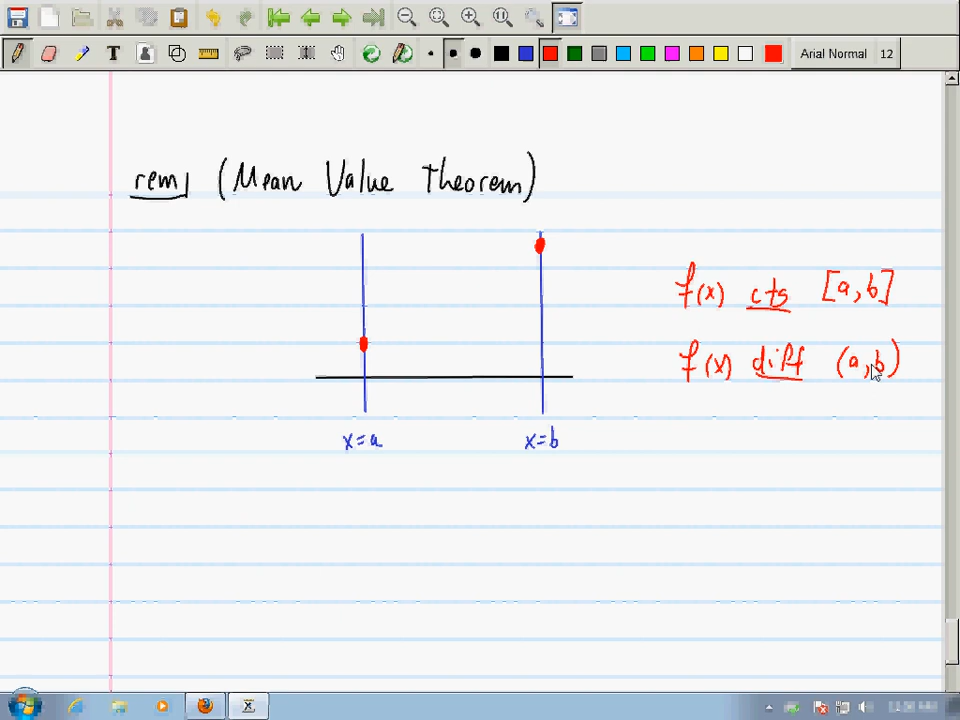 T
Arial Normal 12
rem (Mean Value Theorem)
f(x) cts [a,b]
f(x) diff (a,b)
x=a
x=b